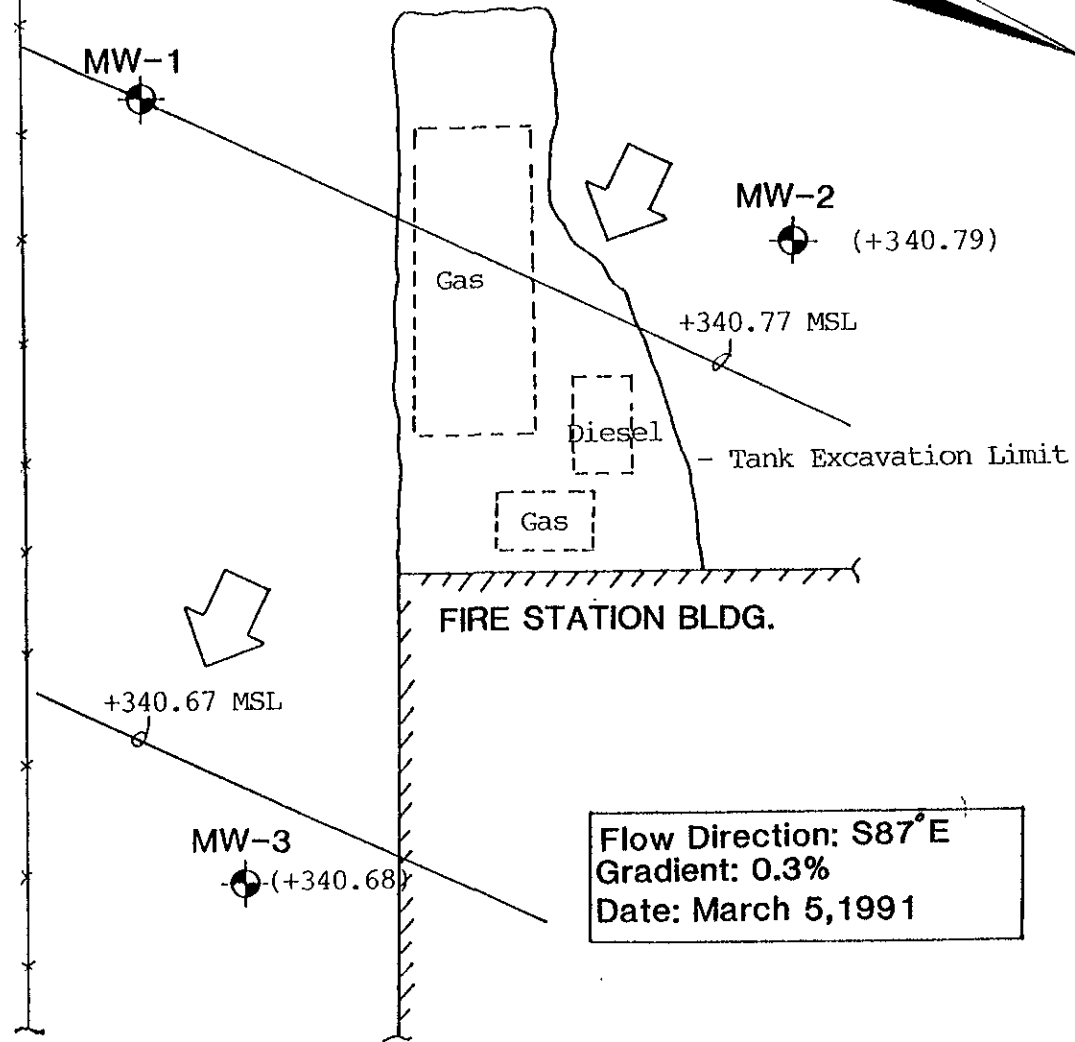 MW-1
MW-2
(+340.79)
Gas
+340.77 MSL
Diesel
- Tank Excavation Limit
Gas
FIRE STATION BLDG.
+340.67 MSL
MW-3
(+340.68)
Flow Direction: S87°E
Gradient: 0.3%
Date: March 5,1991